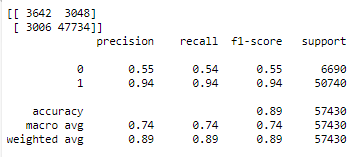 [[ 3642 3048]
[ 3006 47734]]
precision recall f1-score support
0 0.55 0.54 0.55 6690
1 0.94 0.94 0.94 50740
accuracy 0.89 57430
macro avg 0.74 0.74 0.74 57430
weighted avg 0.89 0.89 0.89 57430